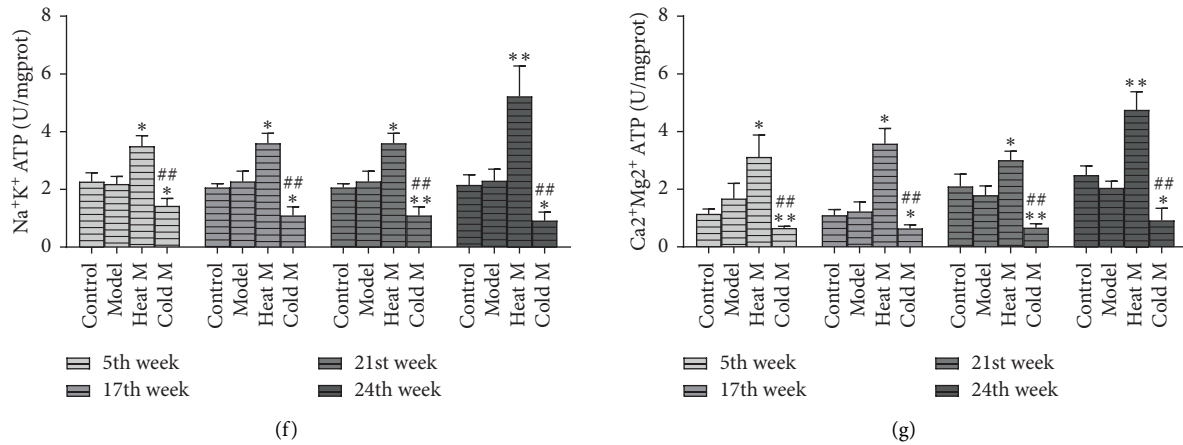 Na⁺K⁺ ATP (U/mgprot)
8
6
4
2
0
*
##
*
*
##
*
*
##
**
**
##
*
Control
Model
Heat M
Cold M
Control
Model
Heat M
Cold M
Control
Model
Heat M
Cold M
Control
Model
Heat M
Cold M
5th week
17th week
21st week
24th week
(f)
Ca2⁺Mg2⁺ ATP (U/mgprot)
8
6
4
2
0
*
##
**
*
##
*
*
##
**
**
##
*
Control
Model
Heat M
Cold M
Control
Model
Heat M
Cold M
Control
Model
Heat M
Cold M
Control
Model
Heat M
Cold M
5th week
17th week
21st week
24th week
(g)